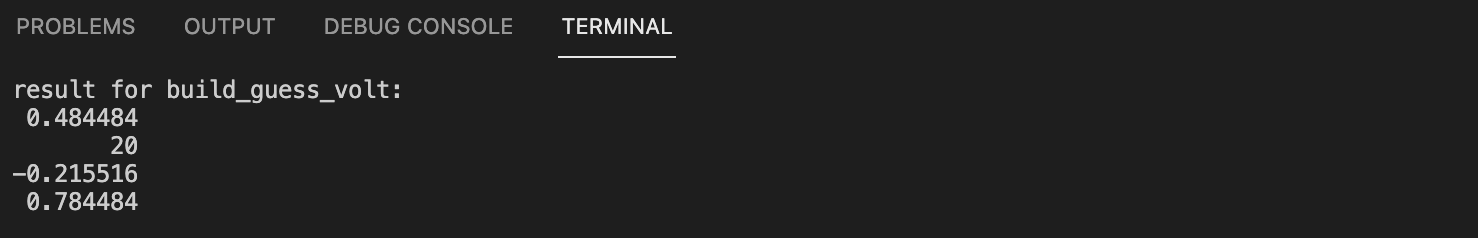 PROBLEMS OUTPUT DEBUG CONSOLE TERMINAL
result for build_guess_volt:
0.484484
20
-0.215516
0.784484